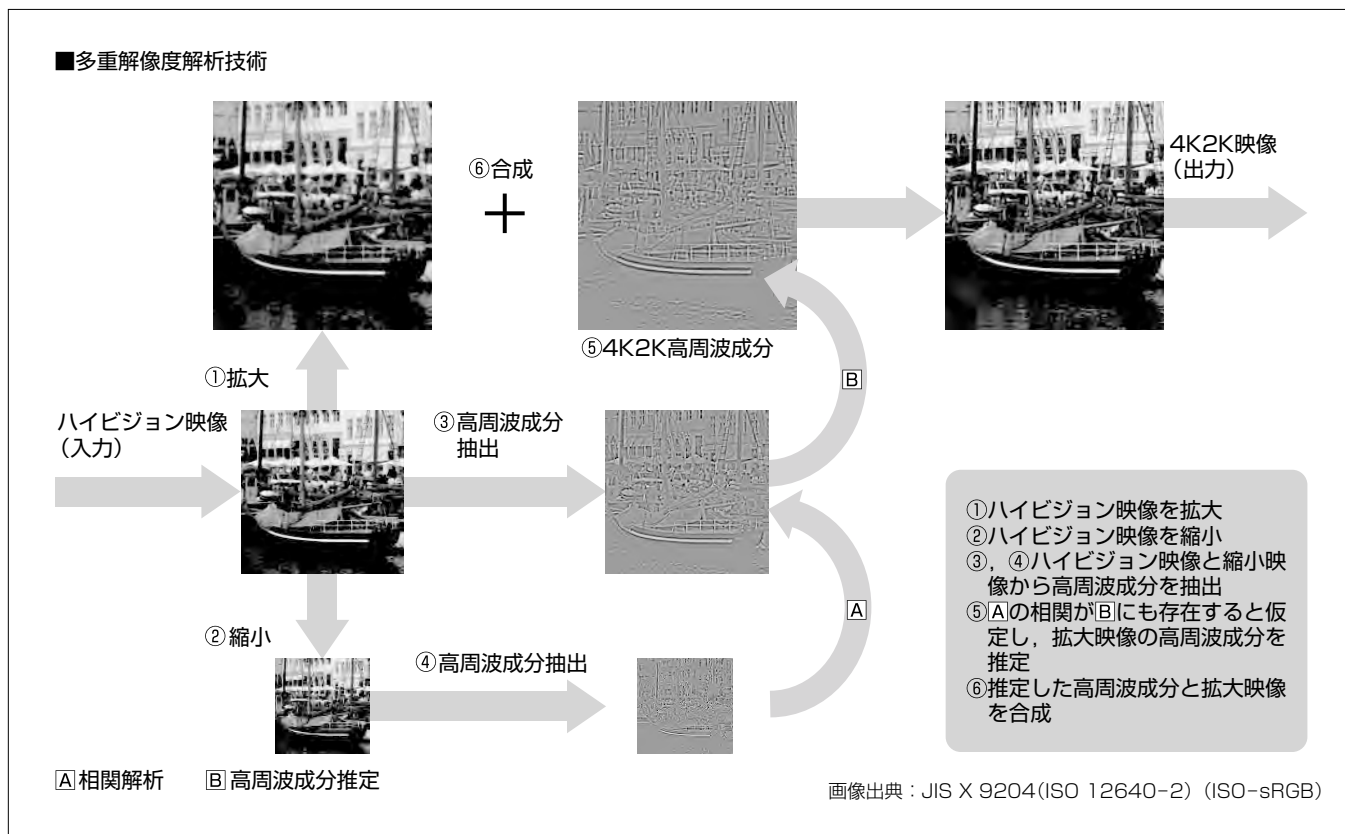 ■多重解像度解析技術
⑥合成
＋
4K2K映像
（出力）
⑤4K2K高周波成分
①拡大
B
ハイビジョン映像
（入力）
③高周波成分
抽出
①ハイビジョン映像を拡大
②ハイビジョン映像を縮小
③，④ハイビジョン映像と縮小映
像から高周波成分を抽出
⑤Aの相関がBにも存在すると仮
定し，拡大映像の高周波成分を
推定
⑥推定した高周波成分と拡大映像
を合成
A
②縮小
④高周波成分抽出
A相関解析 B高周波成分推定
画像出典：JIS X 9204(ISO 12640-2)（ISO-sRGB）